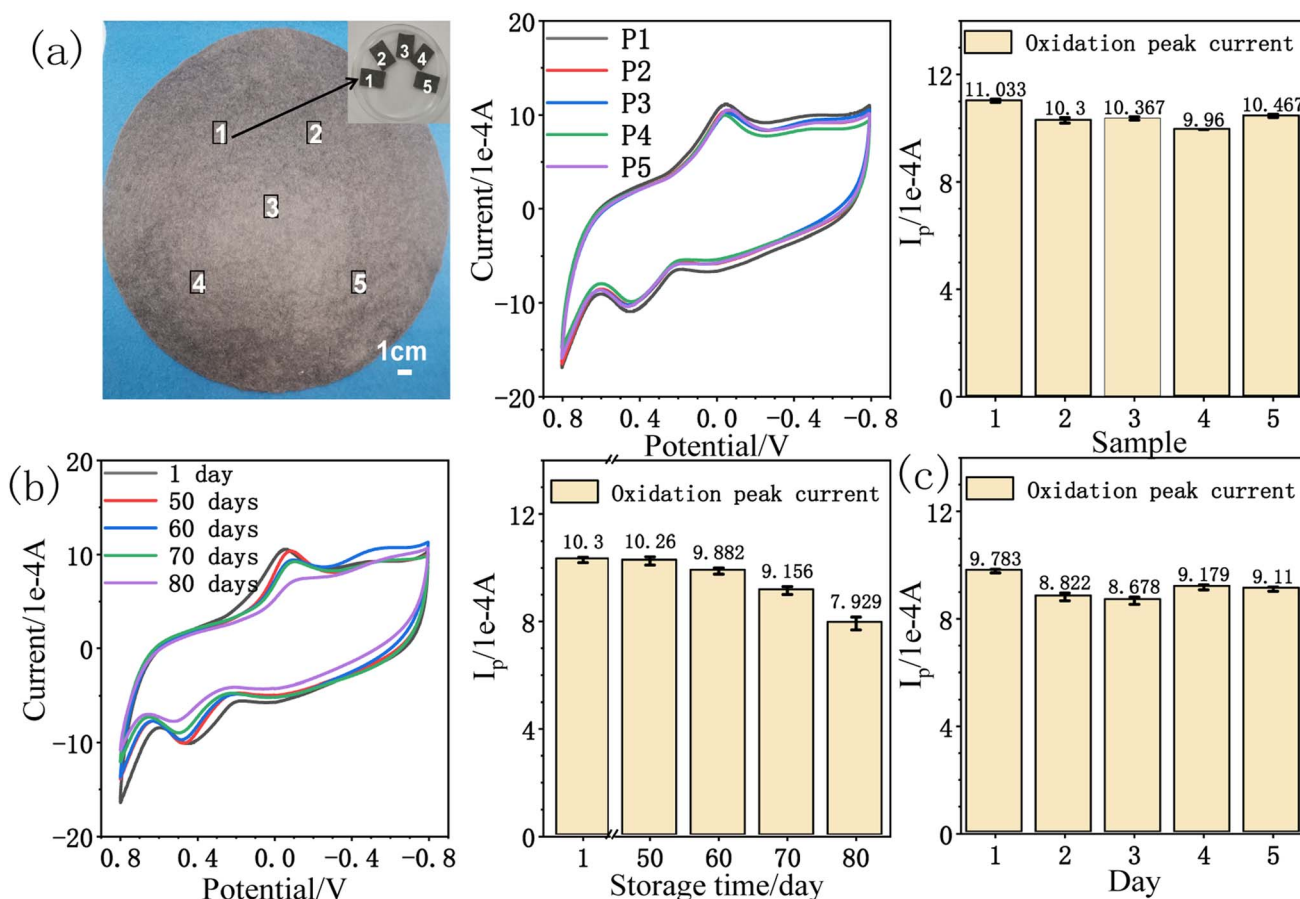 (a)
1
2
3
4
5
1
2
3
4
5
1cm
20
10
0
-10
-20
Current/1e-4A
P1
P2
P3
P4
P5
0.8
0.4
0.0
-0.4
-0.8
Potential/V
12
8
4
0
I_p/1e-4A
Oxidation peak current
11.033
10.3
10.367
9.96
10.467
1
2
3
4
5
Sample
(b)
20
10
0
-10
-20
Current/1e-4A
1 day
50 days
60 days
70 days
80 days
0.8
0.4
0.0
-0.4
-0.8
Potential/V
12
8
4
0
I_p/1e-4A
Oxidation peak current
10.3
10.26
9.882
9.156
7.929
1
50
60
70
80
Storage time/day
(c)
12
8
4
0
I_p/1e-4A
Oxidation peak current
9.783
8.822
8.678
9.179
9.11
1
2
3
4
5
Day